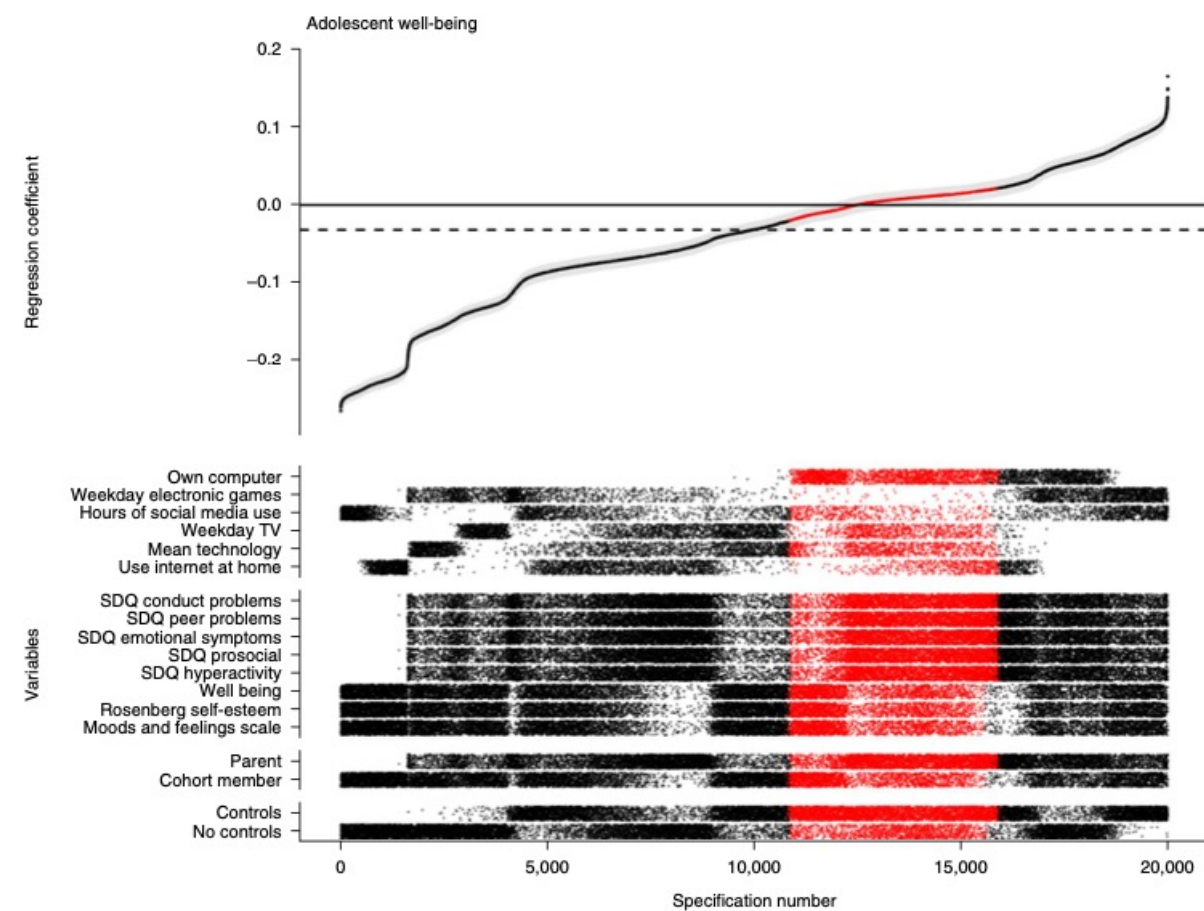 Adolescent well-being
Regression coefficient
0.2
0.1
0.0
−0.1
−0.2
Variables
Own computer
Weekday electronic games
Hours of social media use
Weekday TV
Mean technology
Use internet at home
SDQ conduct problems
SDQ peer problems
SDQ emotional symptoms
SDQ prosocial
SDQ hyperactivity
Well being
Rosenberg self-esteem
Moods and feelings scale
Parent
Cohort member
Controls
No controls
0 5,000 10,000 15,000 20,000
Specification number